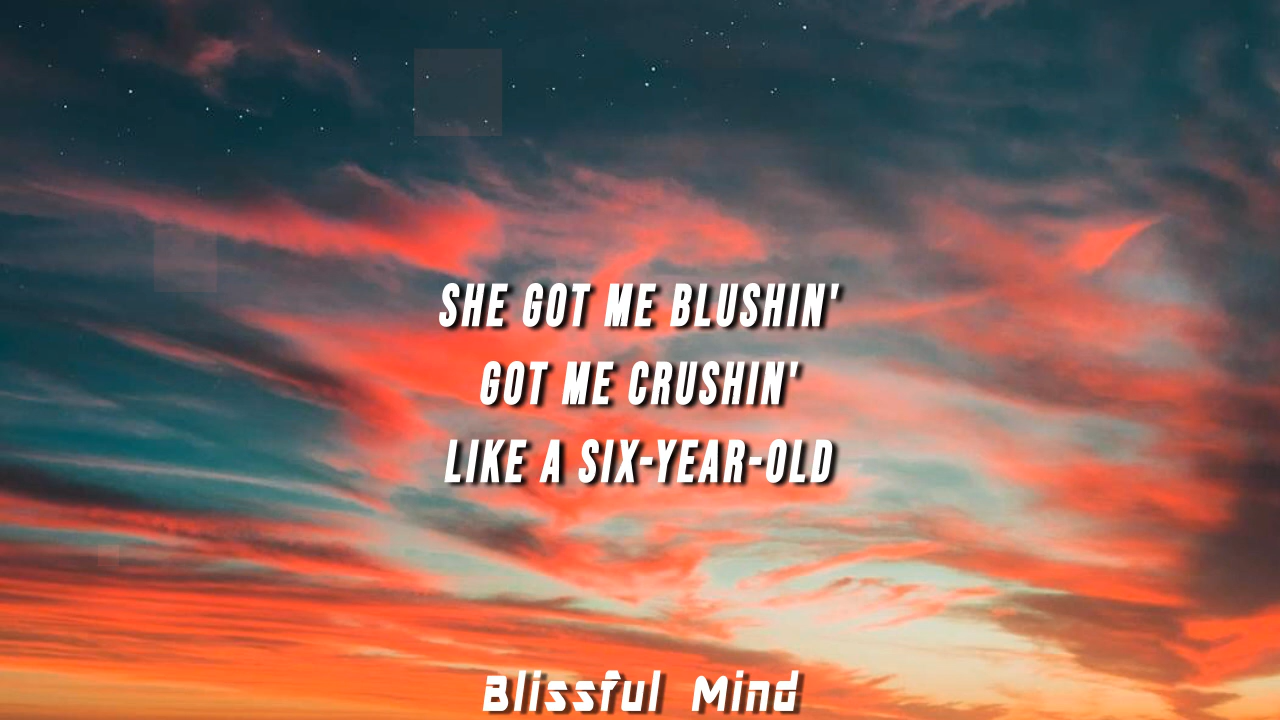 SHE GOT ME BLUSHIN'
GOT ME CRUSHIN'
LIKE A SIX-YEAR-OLD
Blissful Mind